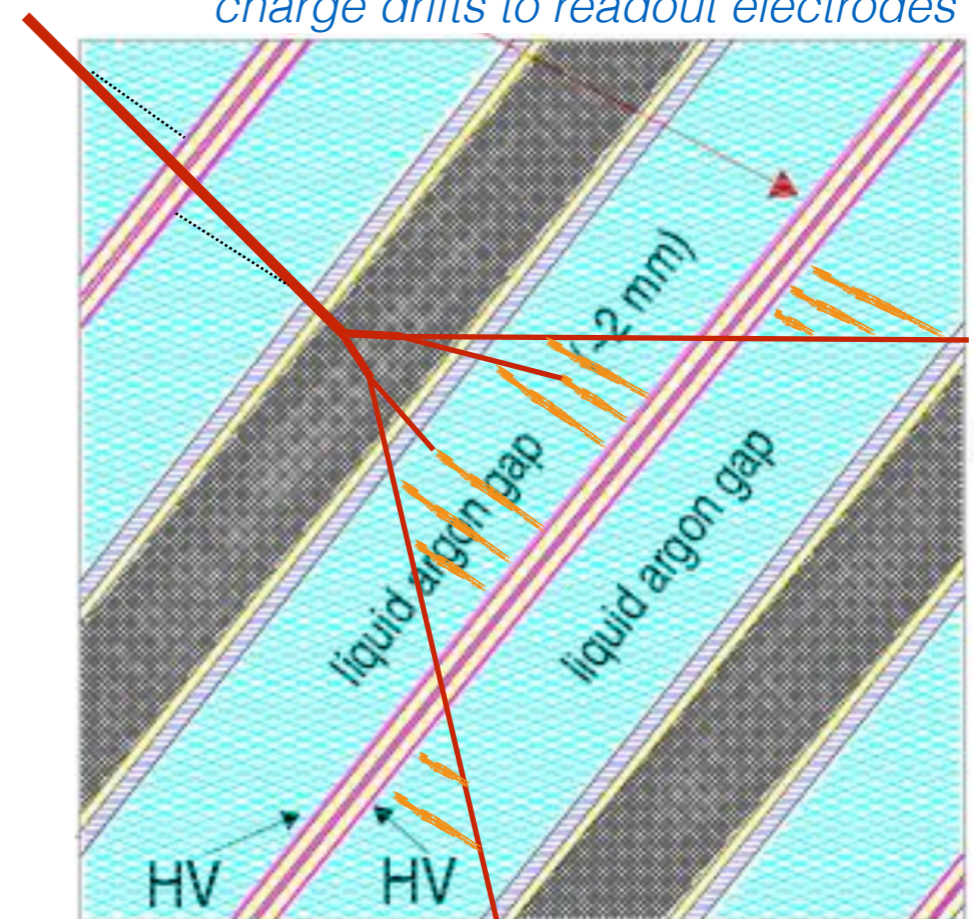 charge drifts to readout electrodes
(~2 mm)
liquid argon gap
liquid argon gap
HV
HV